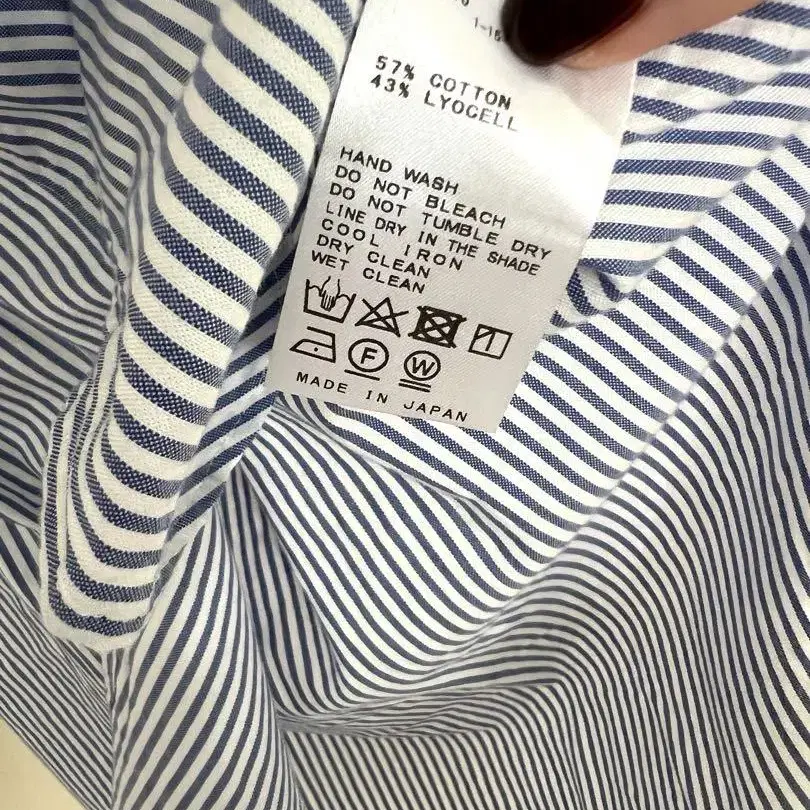 57% COTTON
43% LYOCELL
HAND WASH
DO NOT BLEACH
DO NOT TUMBLE DRY
LINE DRY IN THE SHADE
COOL IRON
DRY CLEAN
WET CLEAN
F
W
MADE IN JAPAN